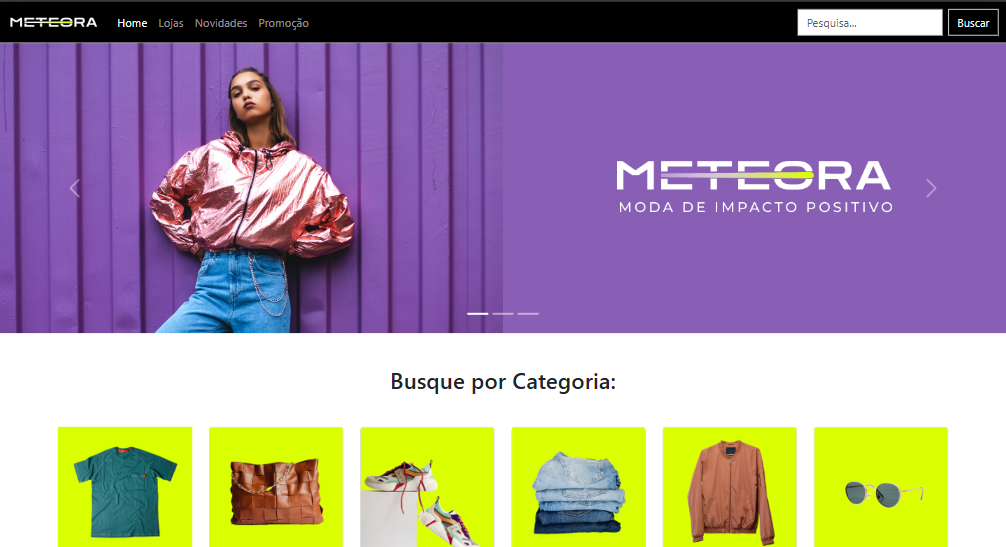 METEORA Home Lojas Novidades Promoção Pesquisa... Buscar
METEORA
MODA DE IMPACTO POSITIVO
Busque por Categoria: